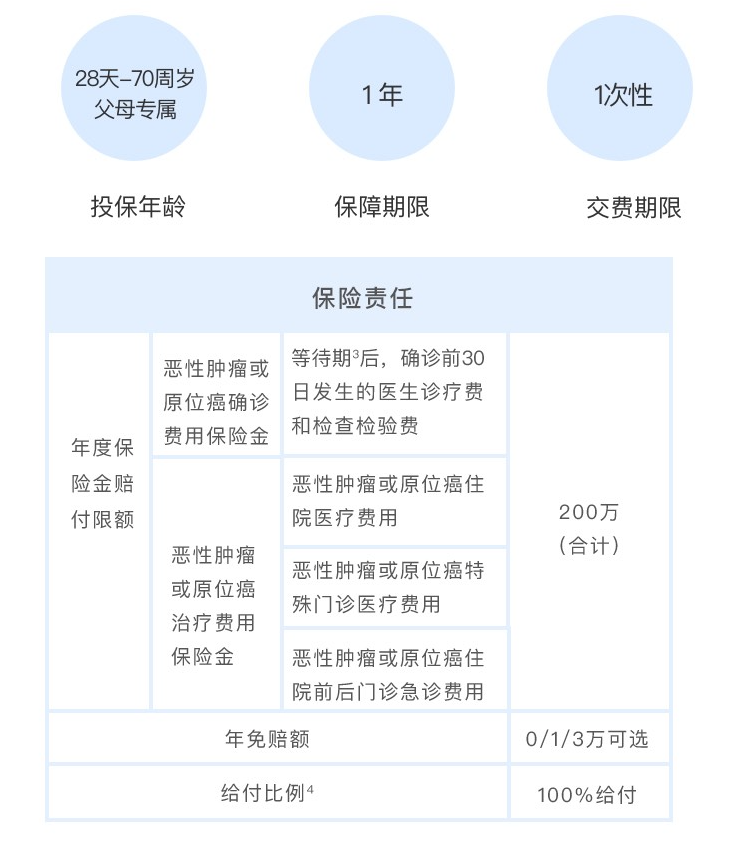 28天-70周岁
父母专属
1年
1次性
投保年龄
保障期限
交费期限
保险责任
年度保
险金赔
付限额
恶性肿瘤或
原位癌确诊
费用保险金
等待期³后，确诊前30
日发生的医生诊疗费
和检查检验费
恶性肿瘤
或原位癌
治疗费用
保险金
恶性肿瘤或原位癌住
院医疗费用
恶性肿瘤或原位癌特
殊门诊医疗费用
恶性肿瘤或原位癌住
院前后门诊急诊费用
200万
(合计)
年免赔额
0/1/3万可选
给付比例⁴
100%给付